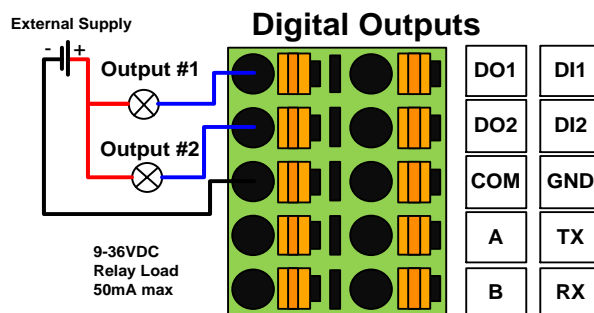 Digital Outputs
External Supply
- +
Output #1
Output #2
9-36VDC
Relay Load
50mA max
DO1 DI1
DO2 DI2
COM GND
A TX
B RX